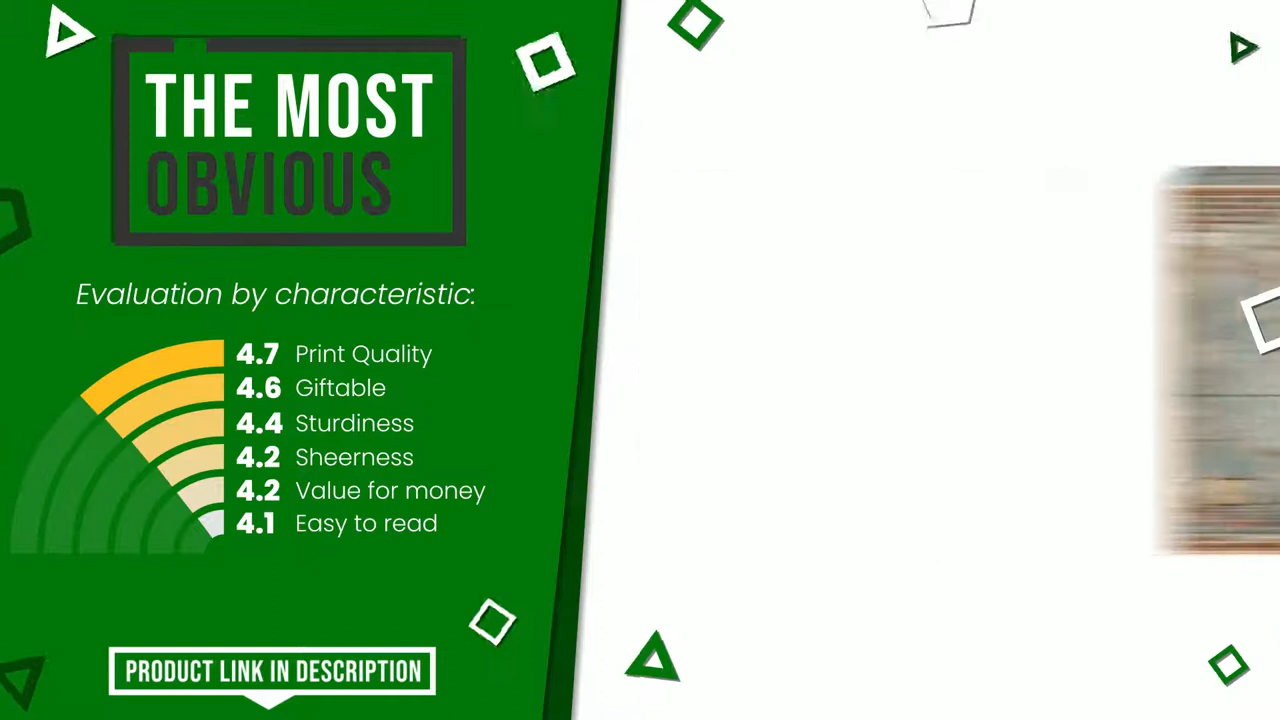 THE MOST
OBVIOUS
Evaluation by characteristic:
4.7 Print Quality
4.6 Giftable
4.4 Sturdiness
4.2 Sheerness
4.2 Value for money
4.1 Easy to read
PRODUCT LINK IN DESCRIPTION